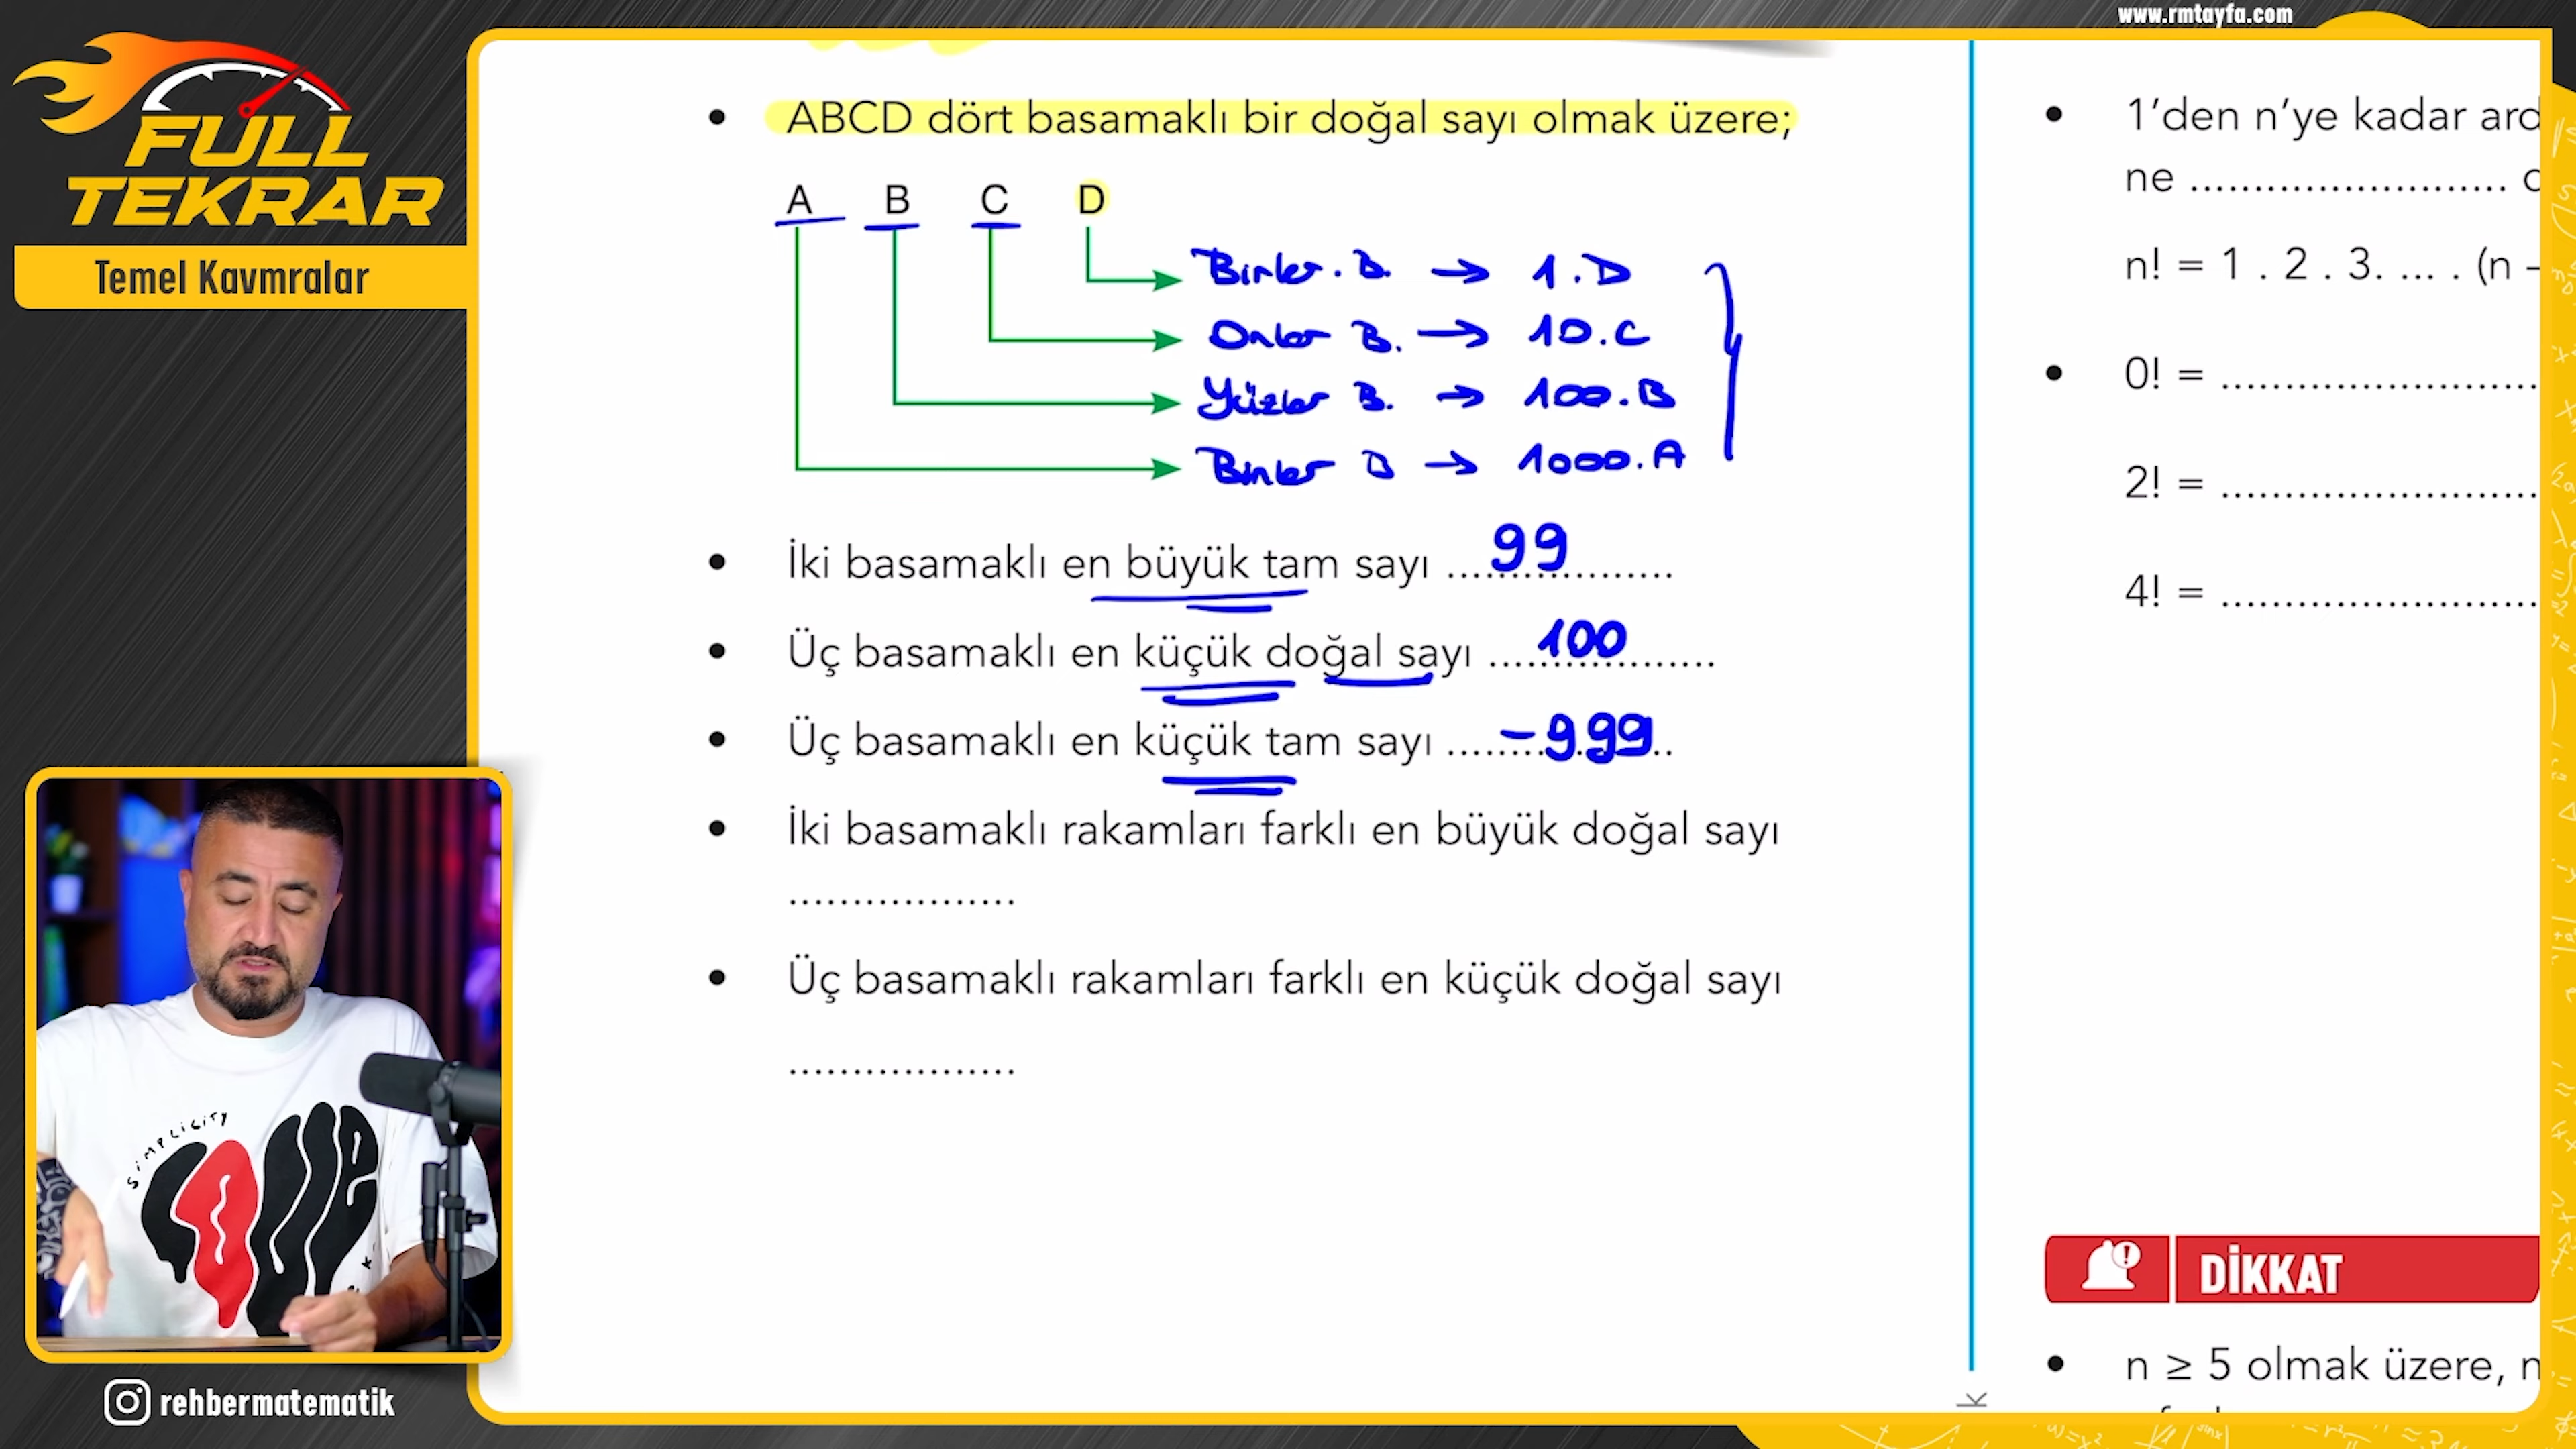 www.rmtayfa.com
FULL
TEKRAR
Temel Kavmralar
• ABCD dört basamaklı bir doğal sayı olmak üzere;
A B C D
Birler. B. → 1.D
Onlar B. → 10.C
Yüzler B. → 100.B
Binler B → 1000.A
• İki basamaklı en büyük tam sayı .................. 99
• Üç basamaklı en küçük doğal sayı .................. 100
• Üç basamaklı en küçük tam sayı .................. -999
• İki basamaklı rakamları farklı en büyük doğal sayı
..................
• Üç basamaklı rakamları farklı en küçük doğal sayı
..................
• 1'den n'ye kadar ard
ne .........................
n! = 1 . 2 . 3. ... . (n -
• 0! = .........................
2! = .........................
4! = .........................
DİKKAT
• n ≥ 5 olmak üzere, n
SiMPLiCiTY
LOVE
rehbermatematik